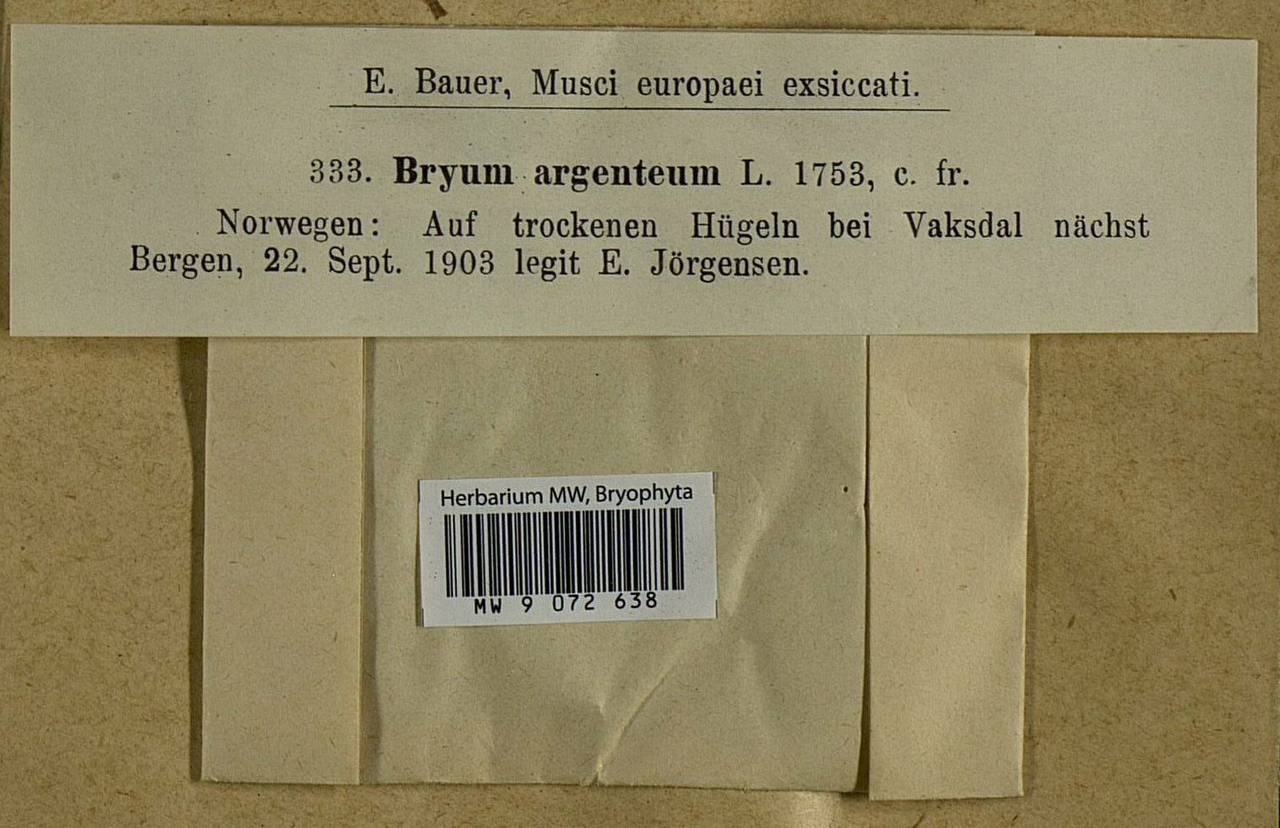 E. Bauer, Musci europaei exsiccati.
333. Bryum argenteum L. 1753, c. fr.
Norwegen: Auf trockenen Hügeln bei Vaksdal nächst
Bergen, 22. Sept. 1903 legit E. Jörgensen.
Herbarium MW, Bryophyta
MW 9 072 638